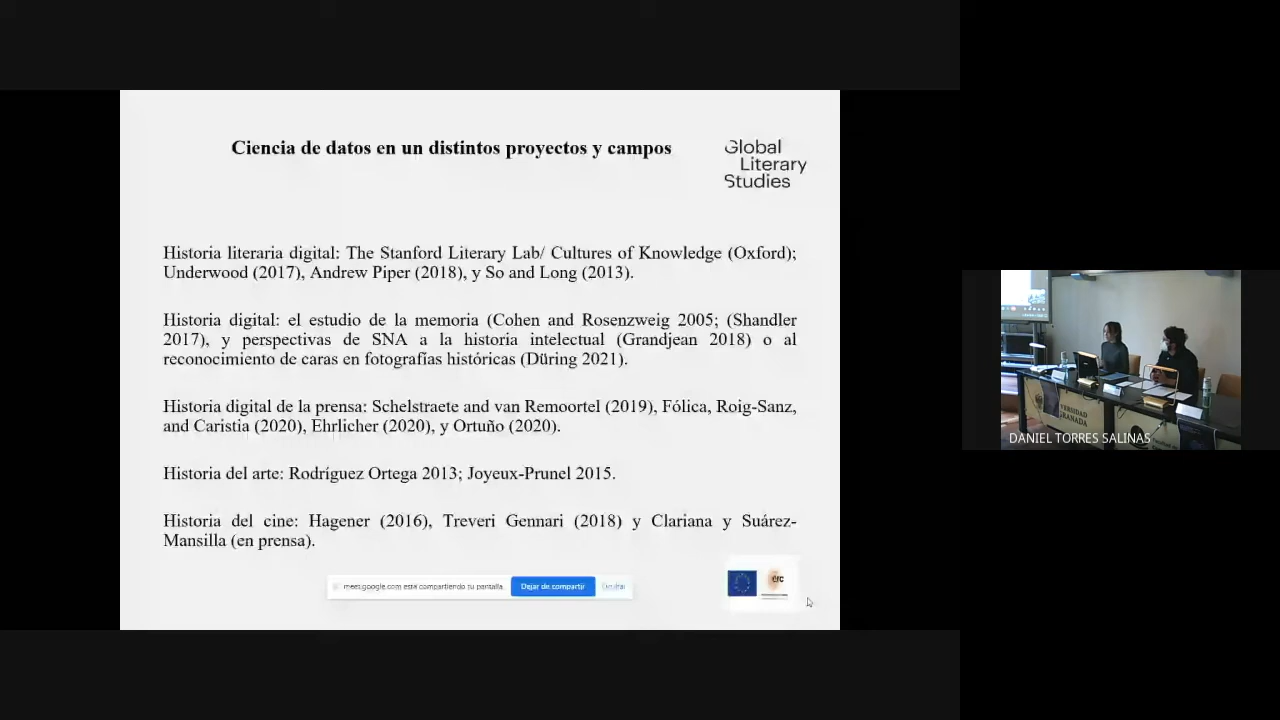 Ciencia de datos en un distintos proyectos y campos
Global
Literary
Studies
Historia literaria digital: The Stanford Literary Lab/ Cultures of Knowledge (Oxford);
Underwood (2017), Andrew Piper (2018), y So and Long (2013).
Historia digital: el estudio de la memoria (Cohen and Rosenzweig 2005; (Shandler
2017), y perspectivas de SNA a la historia intelectual (Grandjean 2018) o al
reconocimiento de caras en fotografías históricas (Düring 2021).
Historia digital de la prensa: Schelstraete and van Remoortel (2019), Fólica, Roig-Sanz,
and Caristia (2020), Ehrlicher (2020), y Ortuño (2020).
Historia del arte: Rodríguez Ortega 2013; Joyeux-Prunel 2015.
Historia del cine: Hagener (2016), Treveri Gennari (2018) y Clariana y Suárez-
Mansilla (en prensa).
meet.google.com está compartiendo tu pantalla.
Dejar de compartir
Ocultar
erc
DANIEL TORRES SALINAS